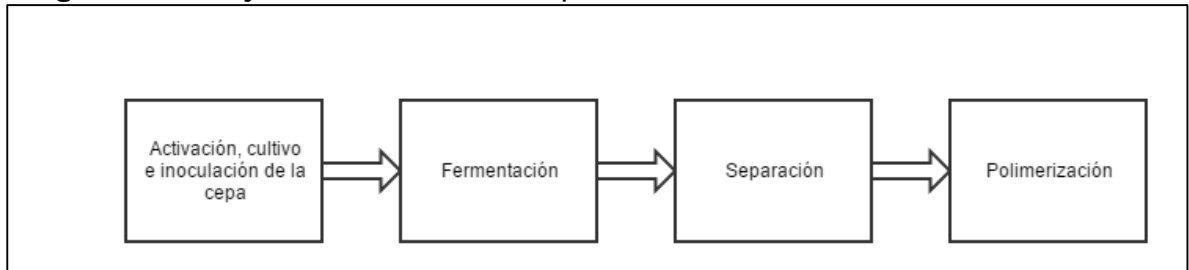 Activación, cultivo
e inoculación de la
cepa
Fermentación
Separación
Polimerización